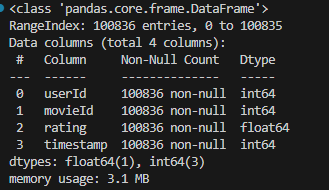 <class 'pandas.core.frame.DataFrame'>
RangeIndex: 100836 entries, 0 to 100835
Data columns (total 4 columns):
 #   Column     Non-Null Count   Dtype
---  ------     --------------   -----
 0   userId     100836 non-null  int64
 1   movieId    100836 non-null  int64
 2   rating     100836 non-null  float64
 3   timestamp  100836 non-null  int64
dtypes: float64(1), int64(3)
memory usage: 3.1 MB